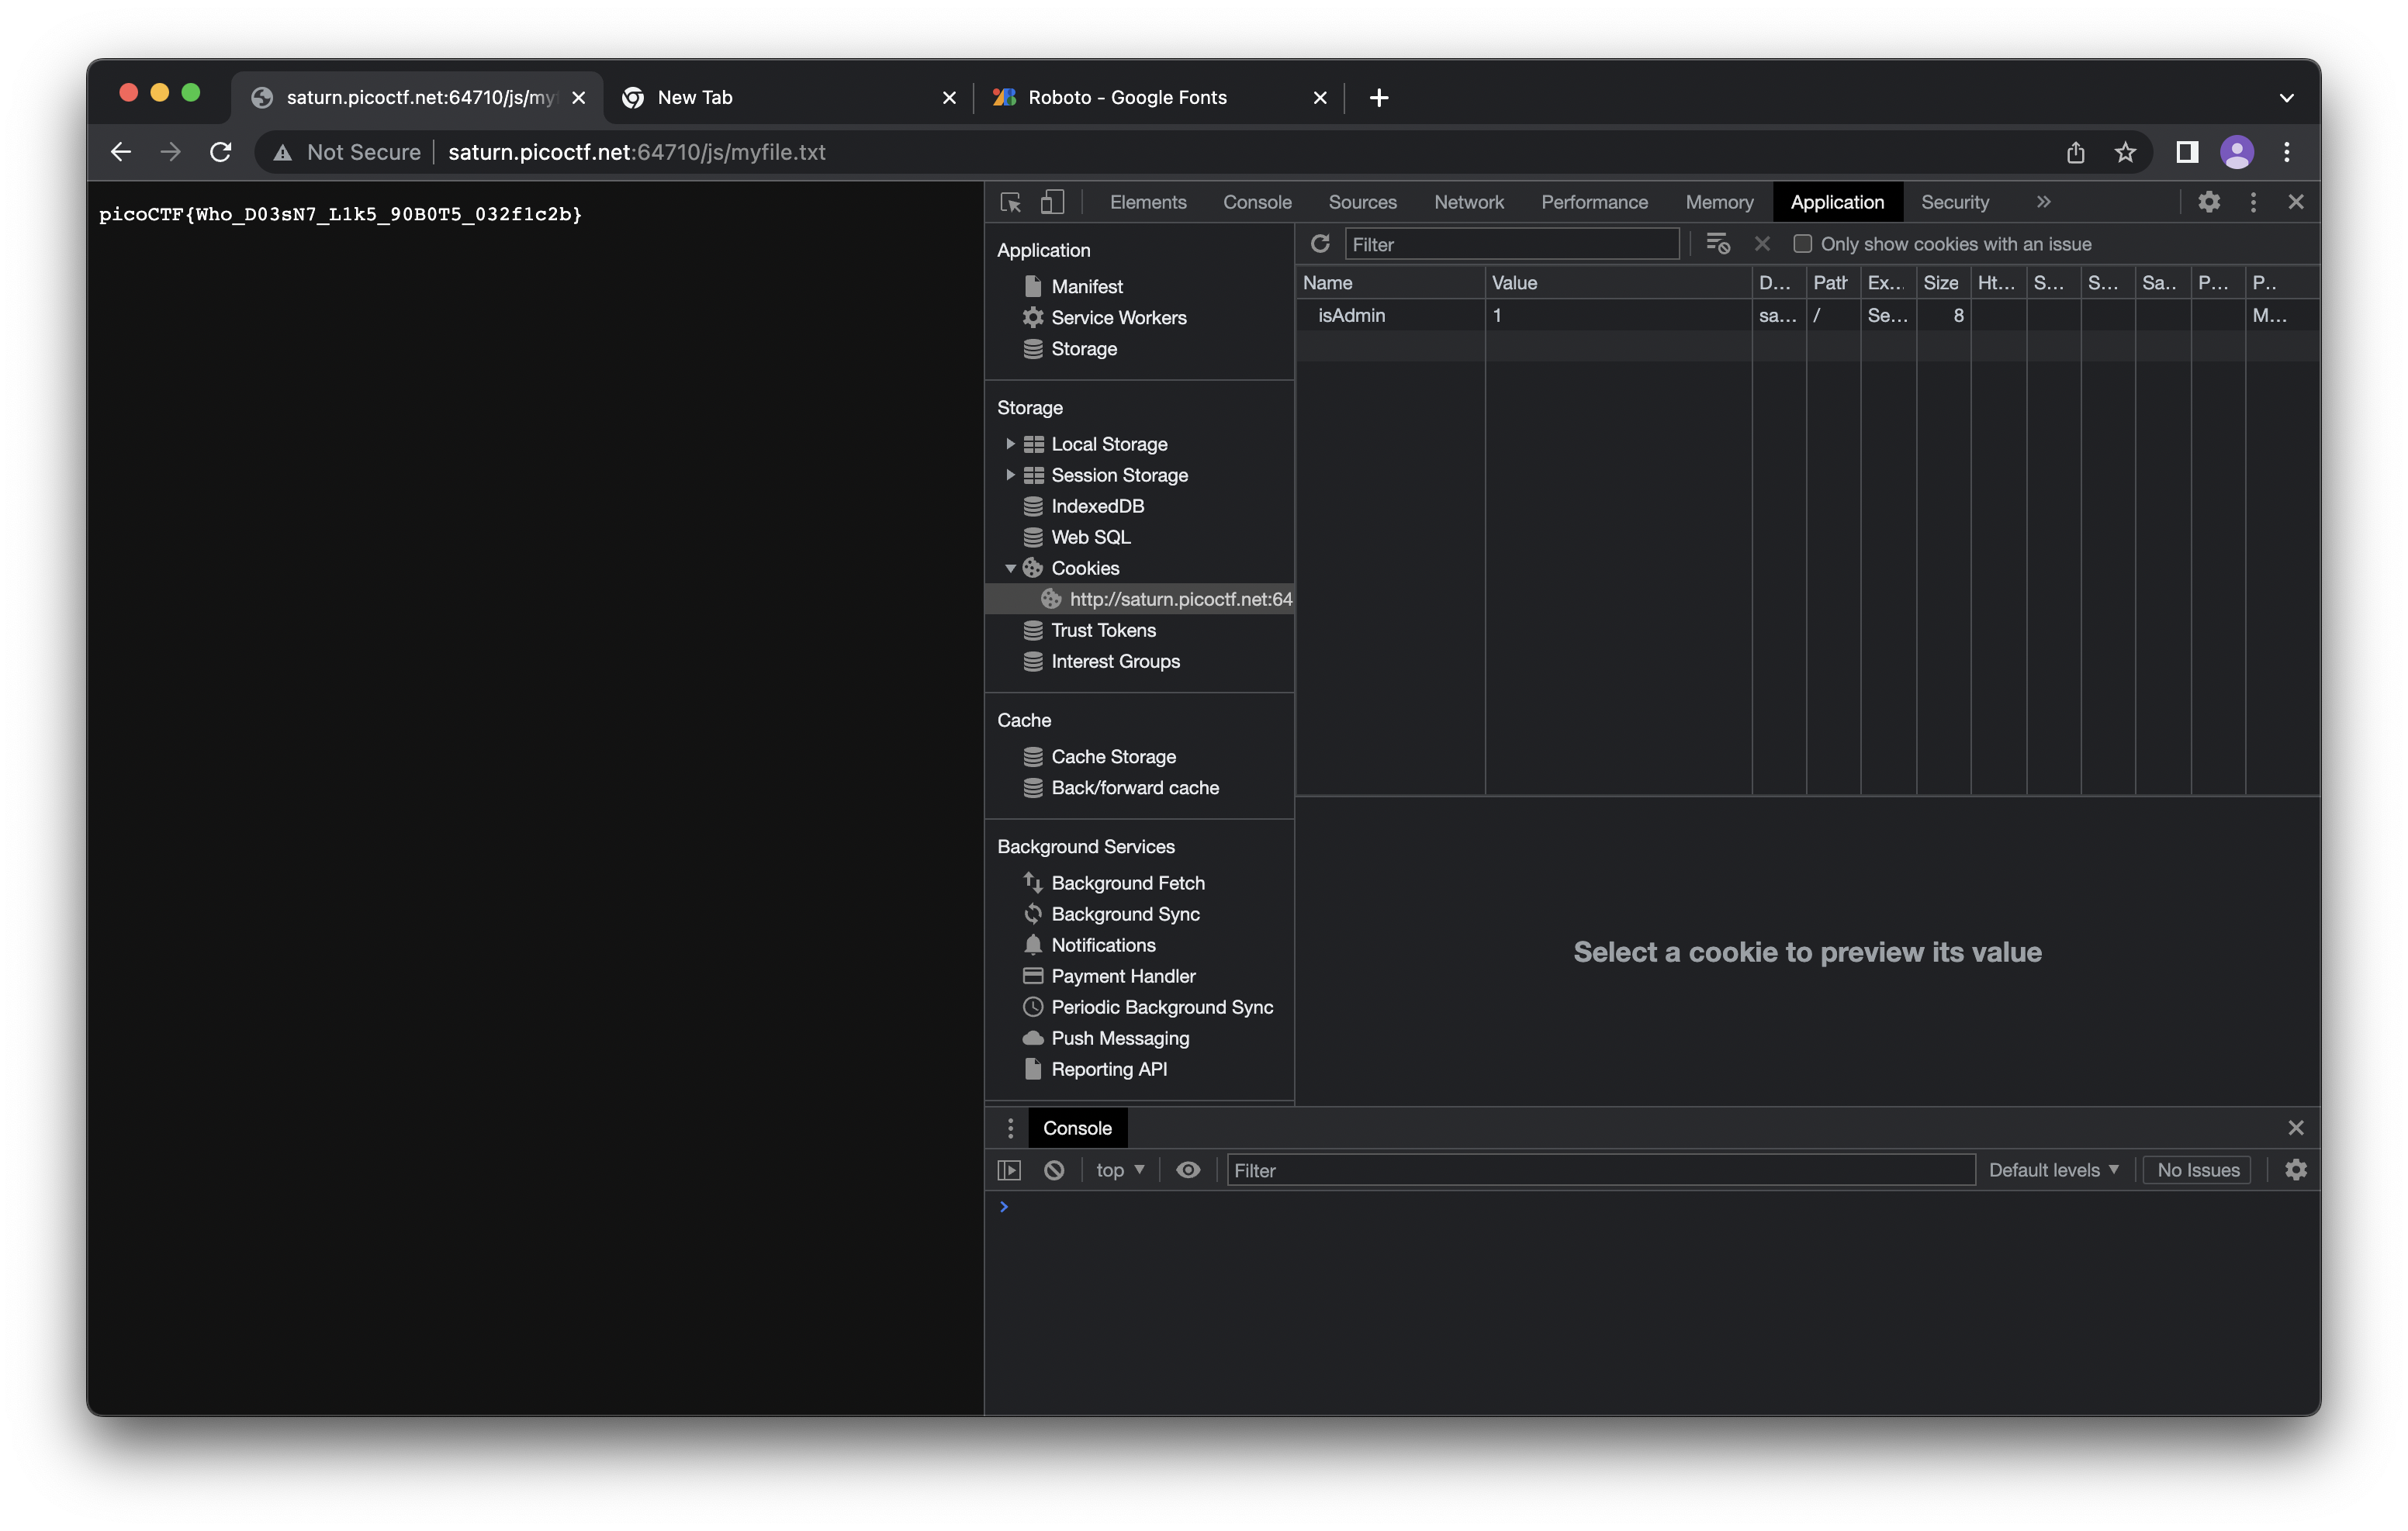 saturn.picoctf.net:64710/js/my
New Tab
Roboto - Google Fonts
Not Secure
saturn.picoctf.net:64710/js/myfile.txt
picoCTF{Who_D03sN7_L1k5_90B0T5_032f1c2b}
Elements Console Sources Network Performance Memory Application Security
Filter
Only show cookies with an issue
Name Value D... Path Ex... Size Ht... S... S... Sa.. P... P..
isAdmin 1 sa... / Se... 8 M...
Application
Manifest
Service Workers
Storage
Storage
Local Storage
Session Storage
IndexedDB
Web SQL
Cookies
http://saturn.picoctf.net:64
Trust Tokens
Interest Groups
Cache
Cache Storage
Back/forward cache
Background Services
Background Fetch
Background Sync
Notifications
Payment Handler
Periodic Background Sync
Push Messaging
Reporting API
Select a cookie to preview its value
Console
top
Filter
Default levels
No Issues